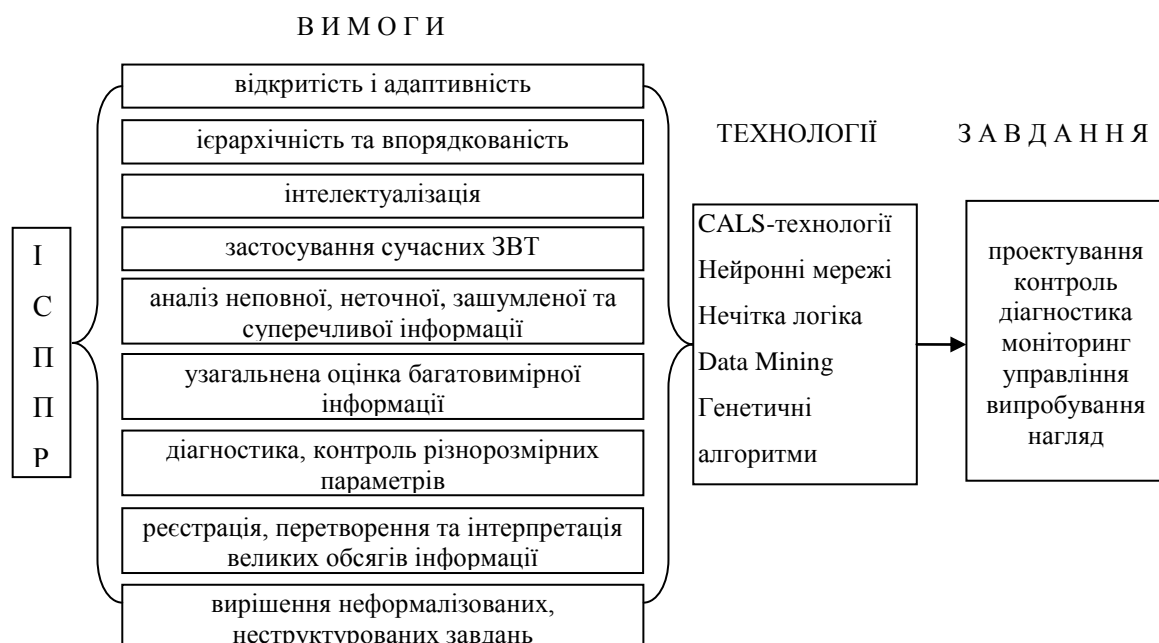 В И М О Г И
відкритість і адаптивність
ієрархічність та впорядкованість
інтелектуалізація
застосування сучасних ЗВТ
аналіз неповної, неточної, зашумленої та
суперечливої інформації
узагальнена оцінка багатовимірної
інформації
діагностика, контроль різнорозмірних
параметрів
реєстрація, перетворення та інтерпретація
великих обсягів інформації
вирішення неформалізованих,
неструктурованих завдань
І
С
П
П
Р
ТЕХНОЛОГІЇ
CALS-технології
Нейронні мережі
Нечітка логіка
Data Mining
Генетичні
алгоритми
З А В Д А Н Н Я
проектування
контроль
діагностика
моніторинг
управління
випробування
нагляд